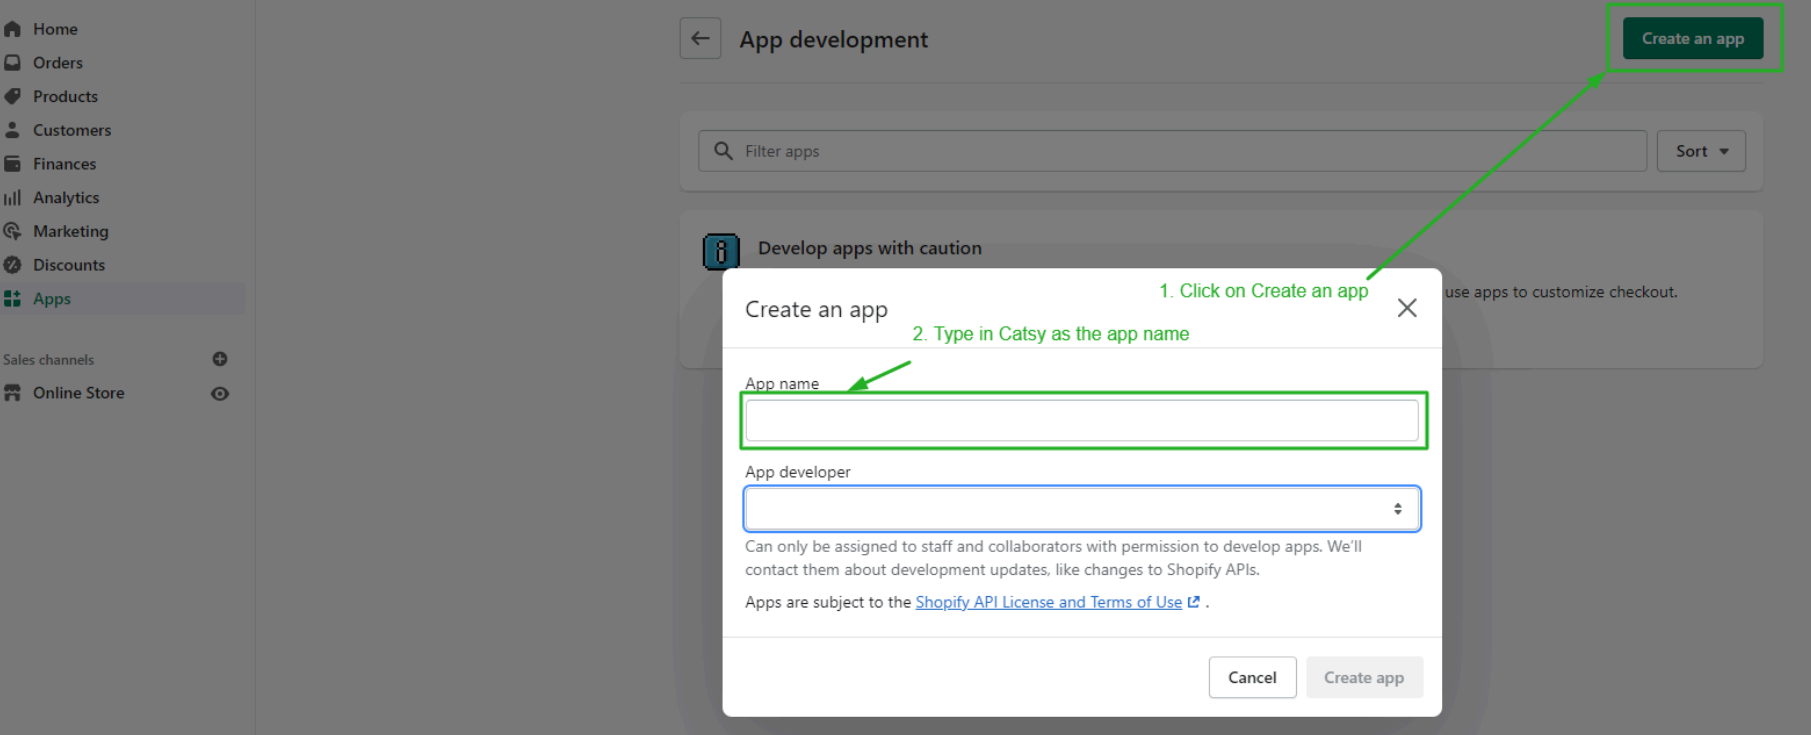 Home
Orders
Products
Customers
Finances
Analytics
Marketing
Discounts
Apps
Sales channels
Online Store
App development
Create an app
Filter apps
Sort
Develop apps with caution
use apps to customize checkout.
1. Click on Create an app
Create an app
2. Type in Catsy as the app name
App name
App developer
Can only be assigned to staff and collaborators with permission to develop apps. We'll
contact them about development updates, like changes to Shopify APIs.
Apps are subject to the Shopify API License and Terms of Use .
Cancel
Create app